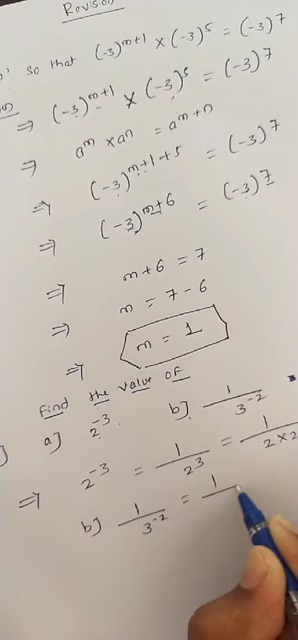 Revision
so that (-3)^{m+1} × (-3)^5 = (-3)^7
⇒ (-3)^{m+1} × (-3)^5 = (-3)^7
⇒ a^m × a^n = a^{m+n}
⇒ (-3)^{m+1+5} = (-3)^7
⇒ (-3)^{m+6} = (-3)^7
⇒ m+6 = 7
⇒ m = 7-6
⇒ m = 1
Find the value of
a] 2^{-3}. b] 1/3^{-2}
⇒ 2^{-3} = 1/2^3 = 1/2×2
b] 1/3^{-2} = 1/